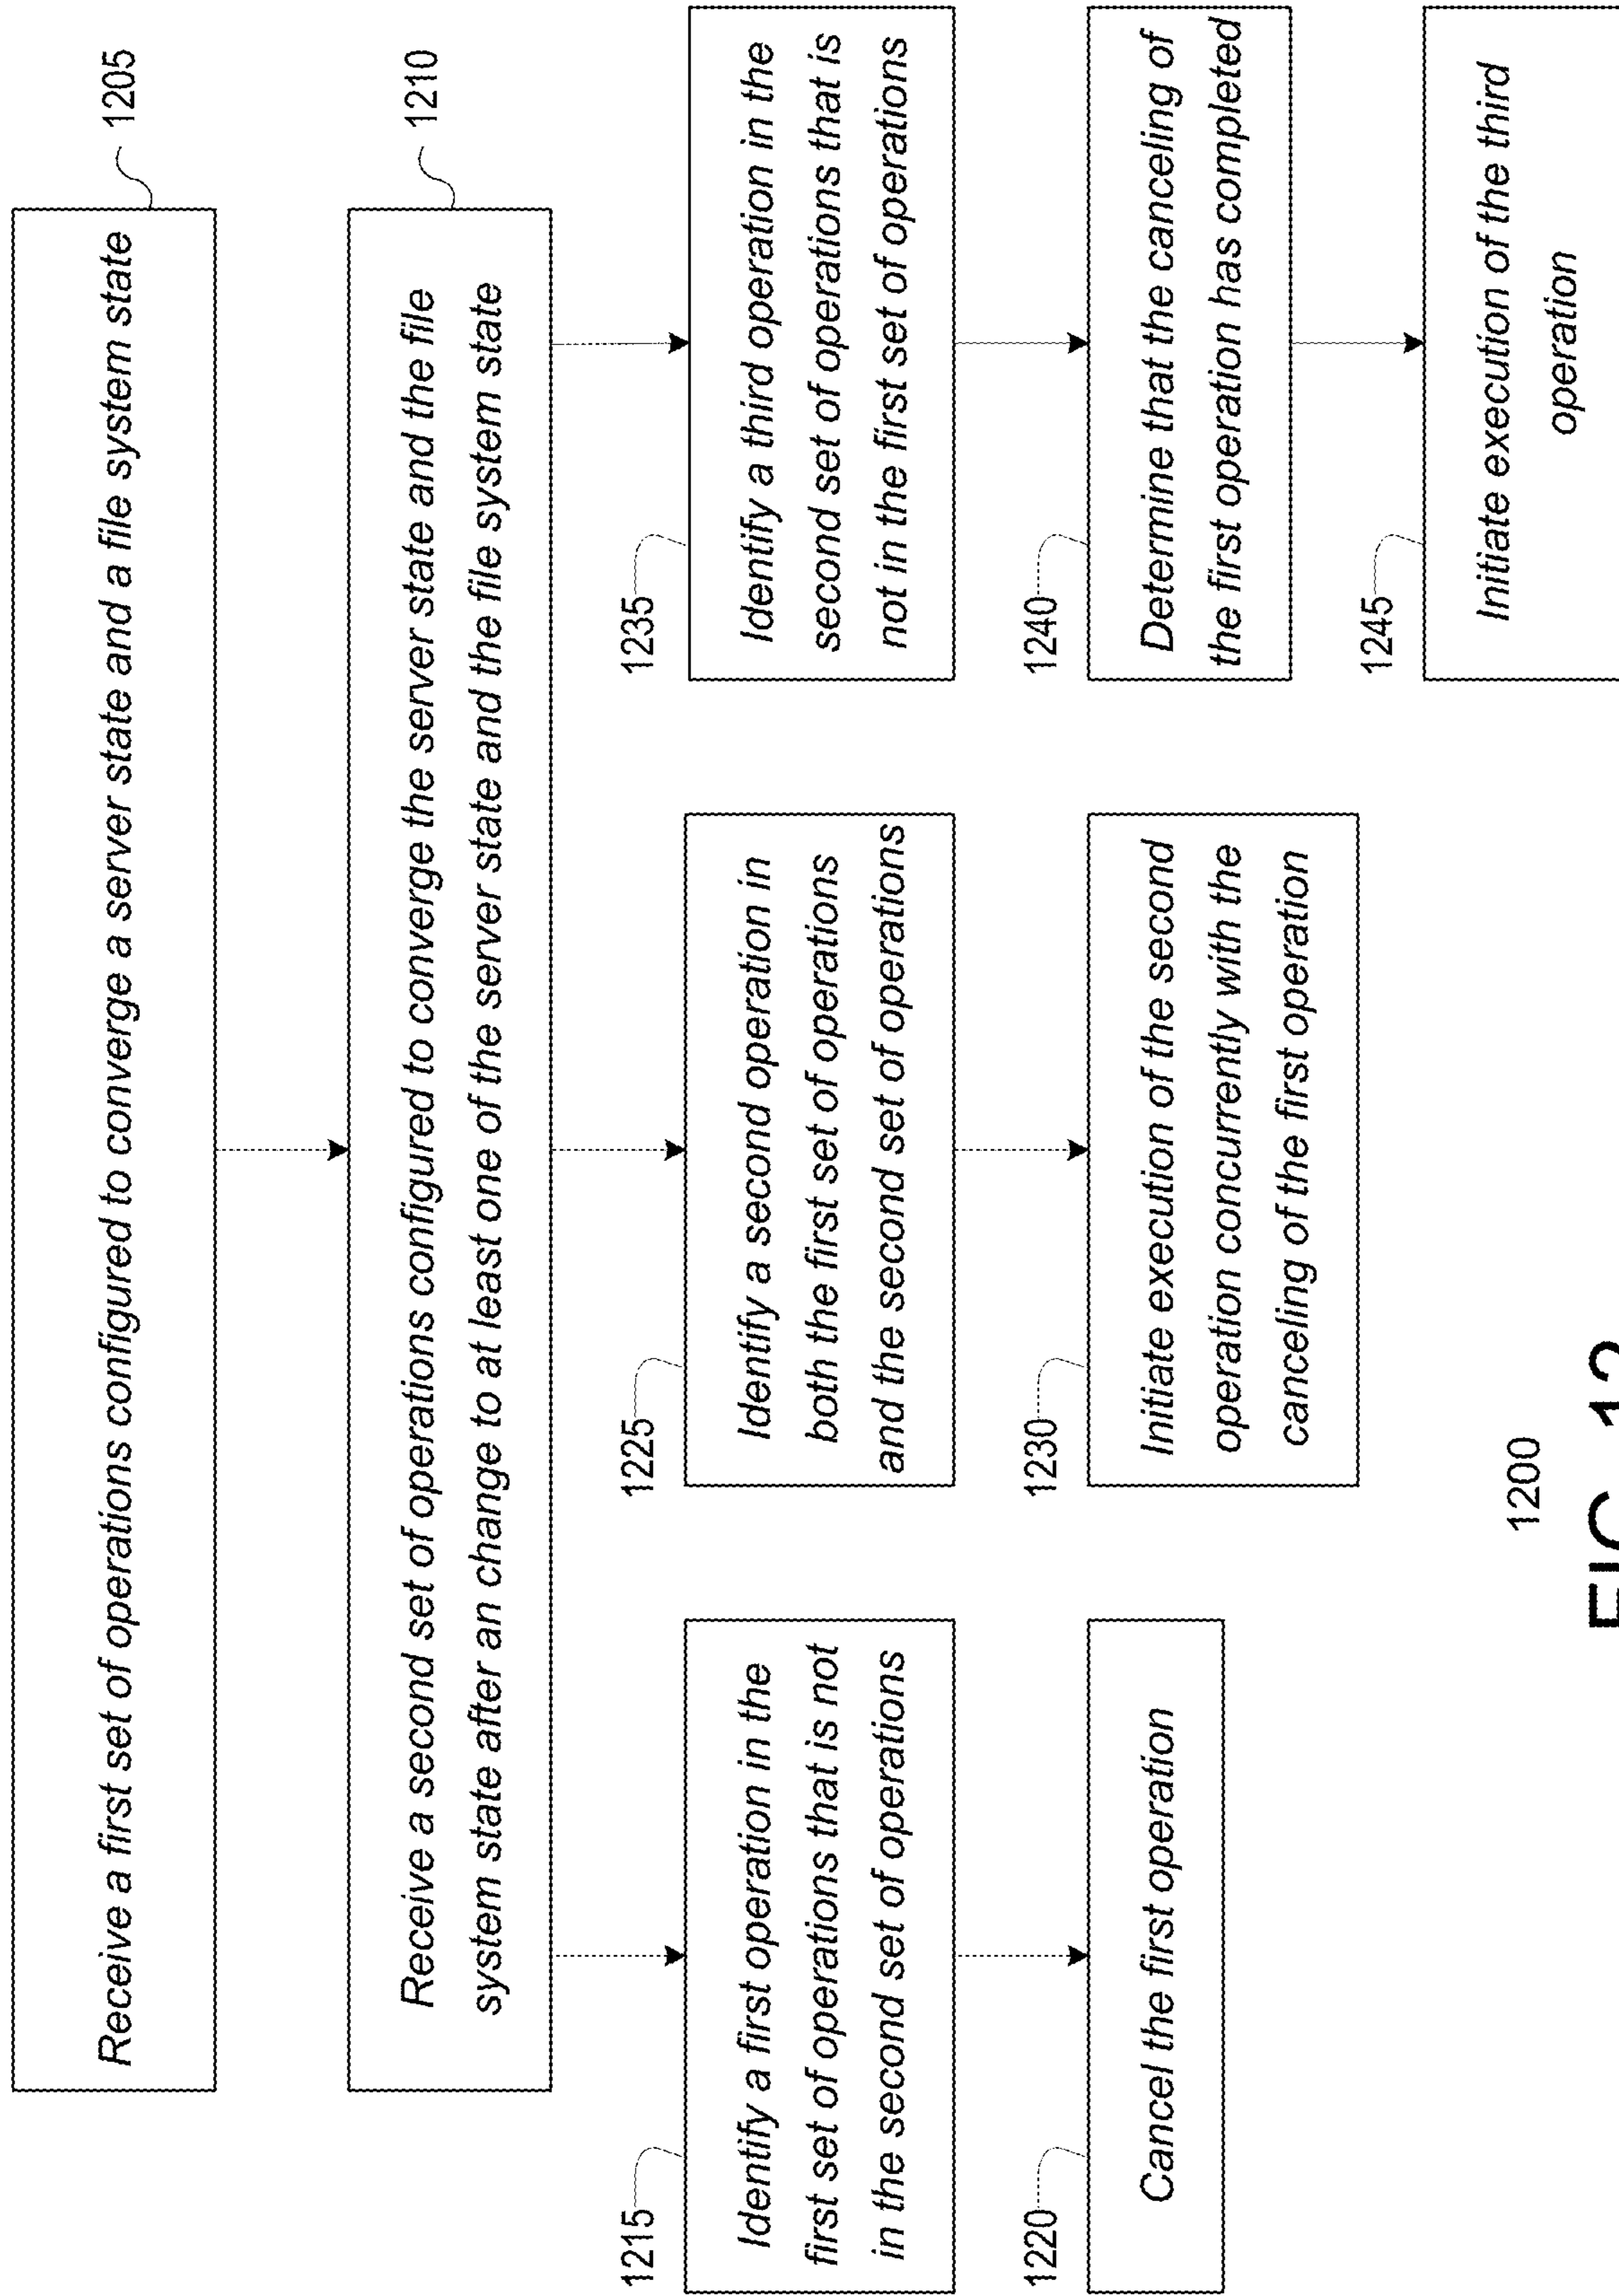 Receive a first set of operations configured to converge a server state and a file system state
1205
Receive a second set of operations configured to converge the server state and the file
system state after an change to at least one of the server state and the file system state
1210
1215
Identify a first operation in the
first set of operations that is not
in the second set of operations
1220
Cancel the first operation
1225
Identify a second operation in
both the first set of operations
and the second set of operations
1230
Initiate execution of the second
operation concurrently with the
canceling of the first operation
1235
Identify a third operation in the
second set of operations that is
not in the first set of operations
1240
Determine that the canceling of
the first operation has completed
1245
Initiate execution of the third
operation
1200
FIG. 12